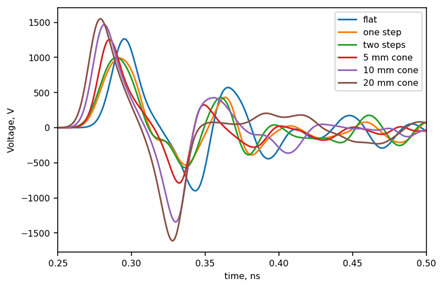 1500
1000
500
0
−500
−1000
−1500
Voltage, V
flat
one step
two steps
5 mm cone
10 mm cone
20 mm cone
0.25
0.30
0.35
0.40
0.45
0.50
time, ns